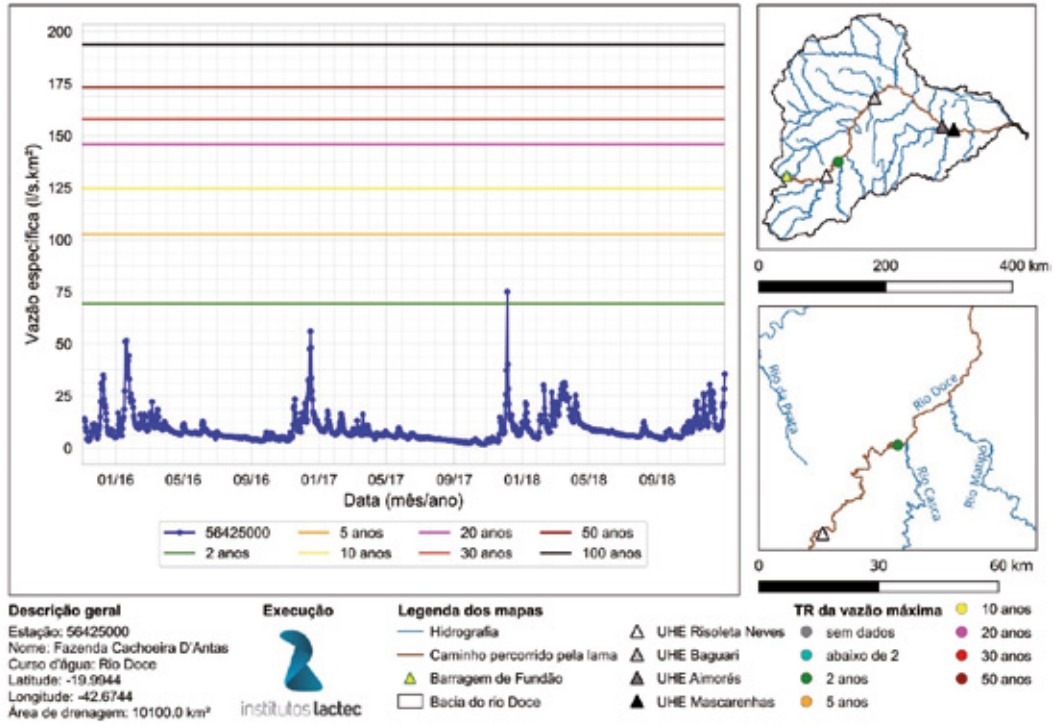 200
175
150
125
100
75
50
25
0
Vazão específica (l/s.km²)
01/16 05/16 09/16 01/17 05/17 09/17 01/18 05/18 09/18
Data (mês/ano)
56425000 5 anos 20 anos 50 anos
2 anos 10 anos 30 anos 100 anos
0 200 400 km
Rio da Prata
Rio Doce
Rio Casca
Rio Matipó
0 30 60 km
Descrição geral
Estação: 56425000
Nome: Fazenda Cachoeira D'Antas
Curso d'água: Rio Doce
Latitude: -19.9944
Longitude: -42.6744
Área de drenagem: 10100.0 km²
Execução
institutos lactec
Legenda dos mapas
Hidrografia
Caminho percorrido pela lama
Barragem de Fundão
Bacia do rio Doce
UHE Risoleta Neves
UHE Baguari
UHE Aimorés
UHE Mascarenhas
TR da vazão máxima
sem dados
abaixo de 2
2 anos
5 anos
10 anos
20 anos
30 anos
50 anos